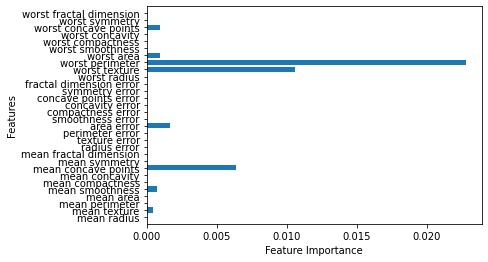 worst fractal dimension
worst symmetry
worst concave points
worst concavity
worst compactness
worst smoothness
worst area
worst perimeter
worst texture
worst radius
fractal dimension error
symmetry error
concave points error
concavity error
compactness error
smoothness error
area error
perimeter error
texture error
radius error
mean fractal dimension
mean symmetry
mean concave points
mean concavity
mean compactness
mean smoothness
mean area
mean perimeter
mean texture
mean radius
Features
0.000 0.005 0.010 0.015 0.020
Feature Importance